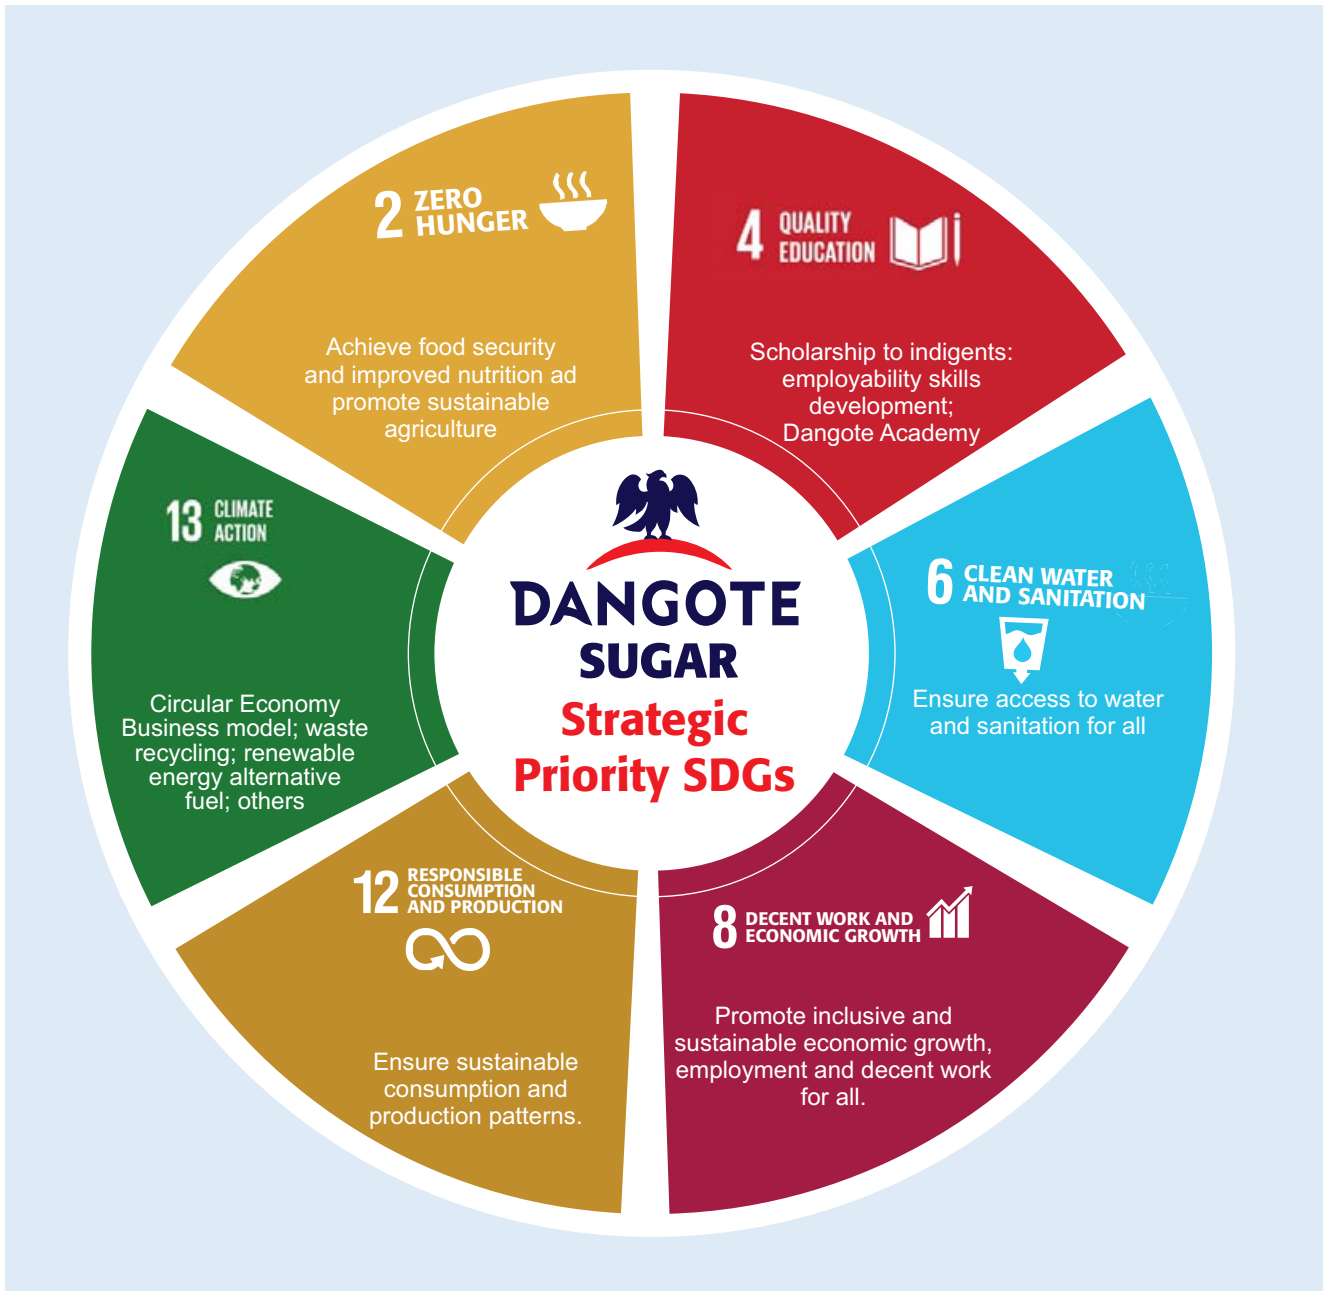 2 ZERO
HUNGER
Achieve food security
and improved nutrition ad
promote sustainable
agriculture
4 QUALITY
EDUCATION
Scholarship to indigents:
employability skills
development;
Dangote Academy
6 CLEAN WATER
AND SANITATION
Ensure access to water
and sanitation for all
8 DECENT WORK AND
ECONOMIC GROWTH
Promote inclusive and
sustainable economic growth,
employment and decent work
for all.
12 RESPONSIBLE
CONSUMPTION
AND PRODUCTION
Ensure sustainable
consumption and
production patterns.
13 CLIMATE
ACTION
Circular Economy
Business model; waste
recycling; renewable
energy alternative
fuel; others
DANGOTE
SUGAR
Strategic
Priority SDGs